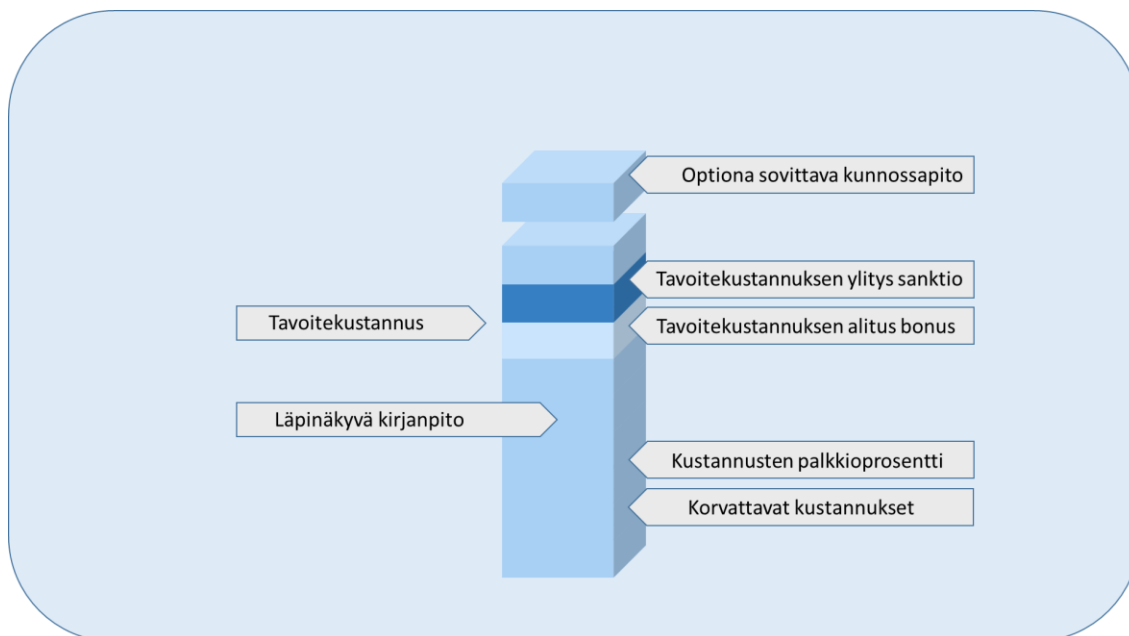 Optiona sovittava kunnossapito
Tavoitekustannuksen ylitys sanktio
Tavoitekustannus
Tavoitekustannuksen alitus bonus
Läpinäkyvä kirjanpito
Kustannusten palkkioprosentti
Korvattavat kustannukset